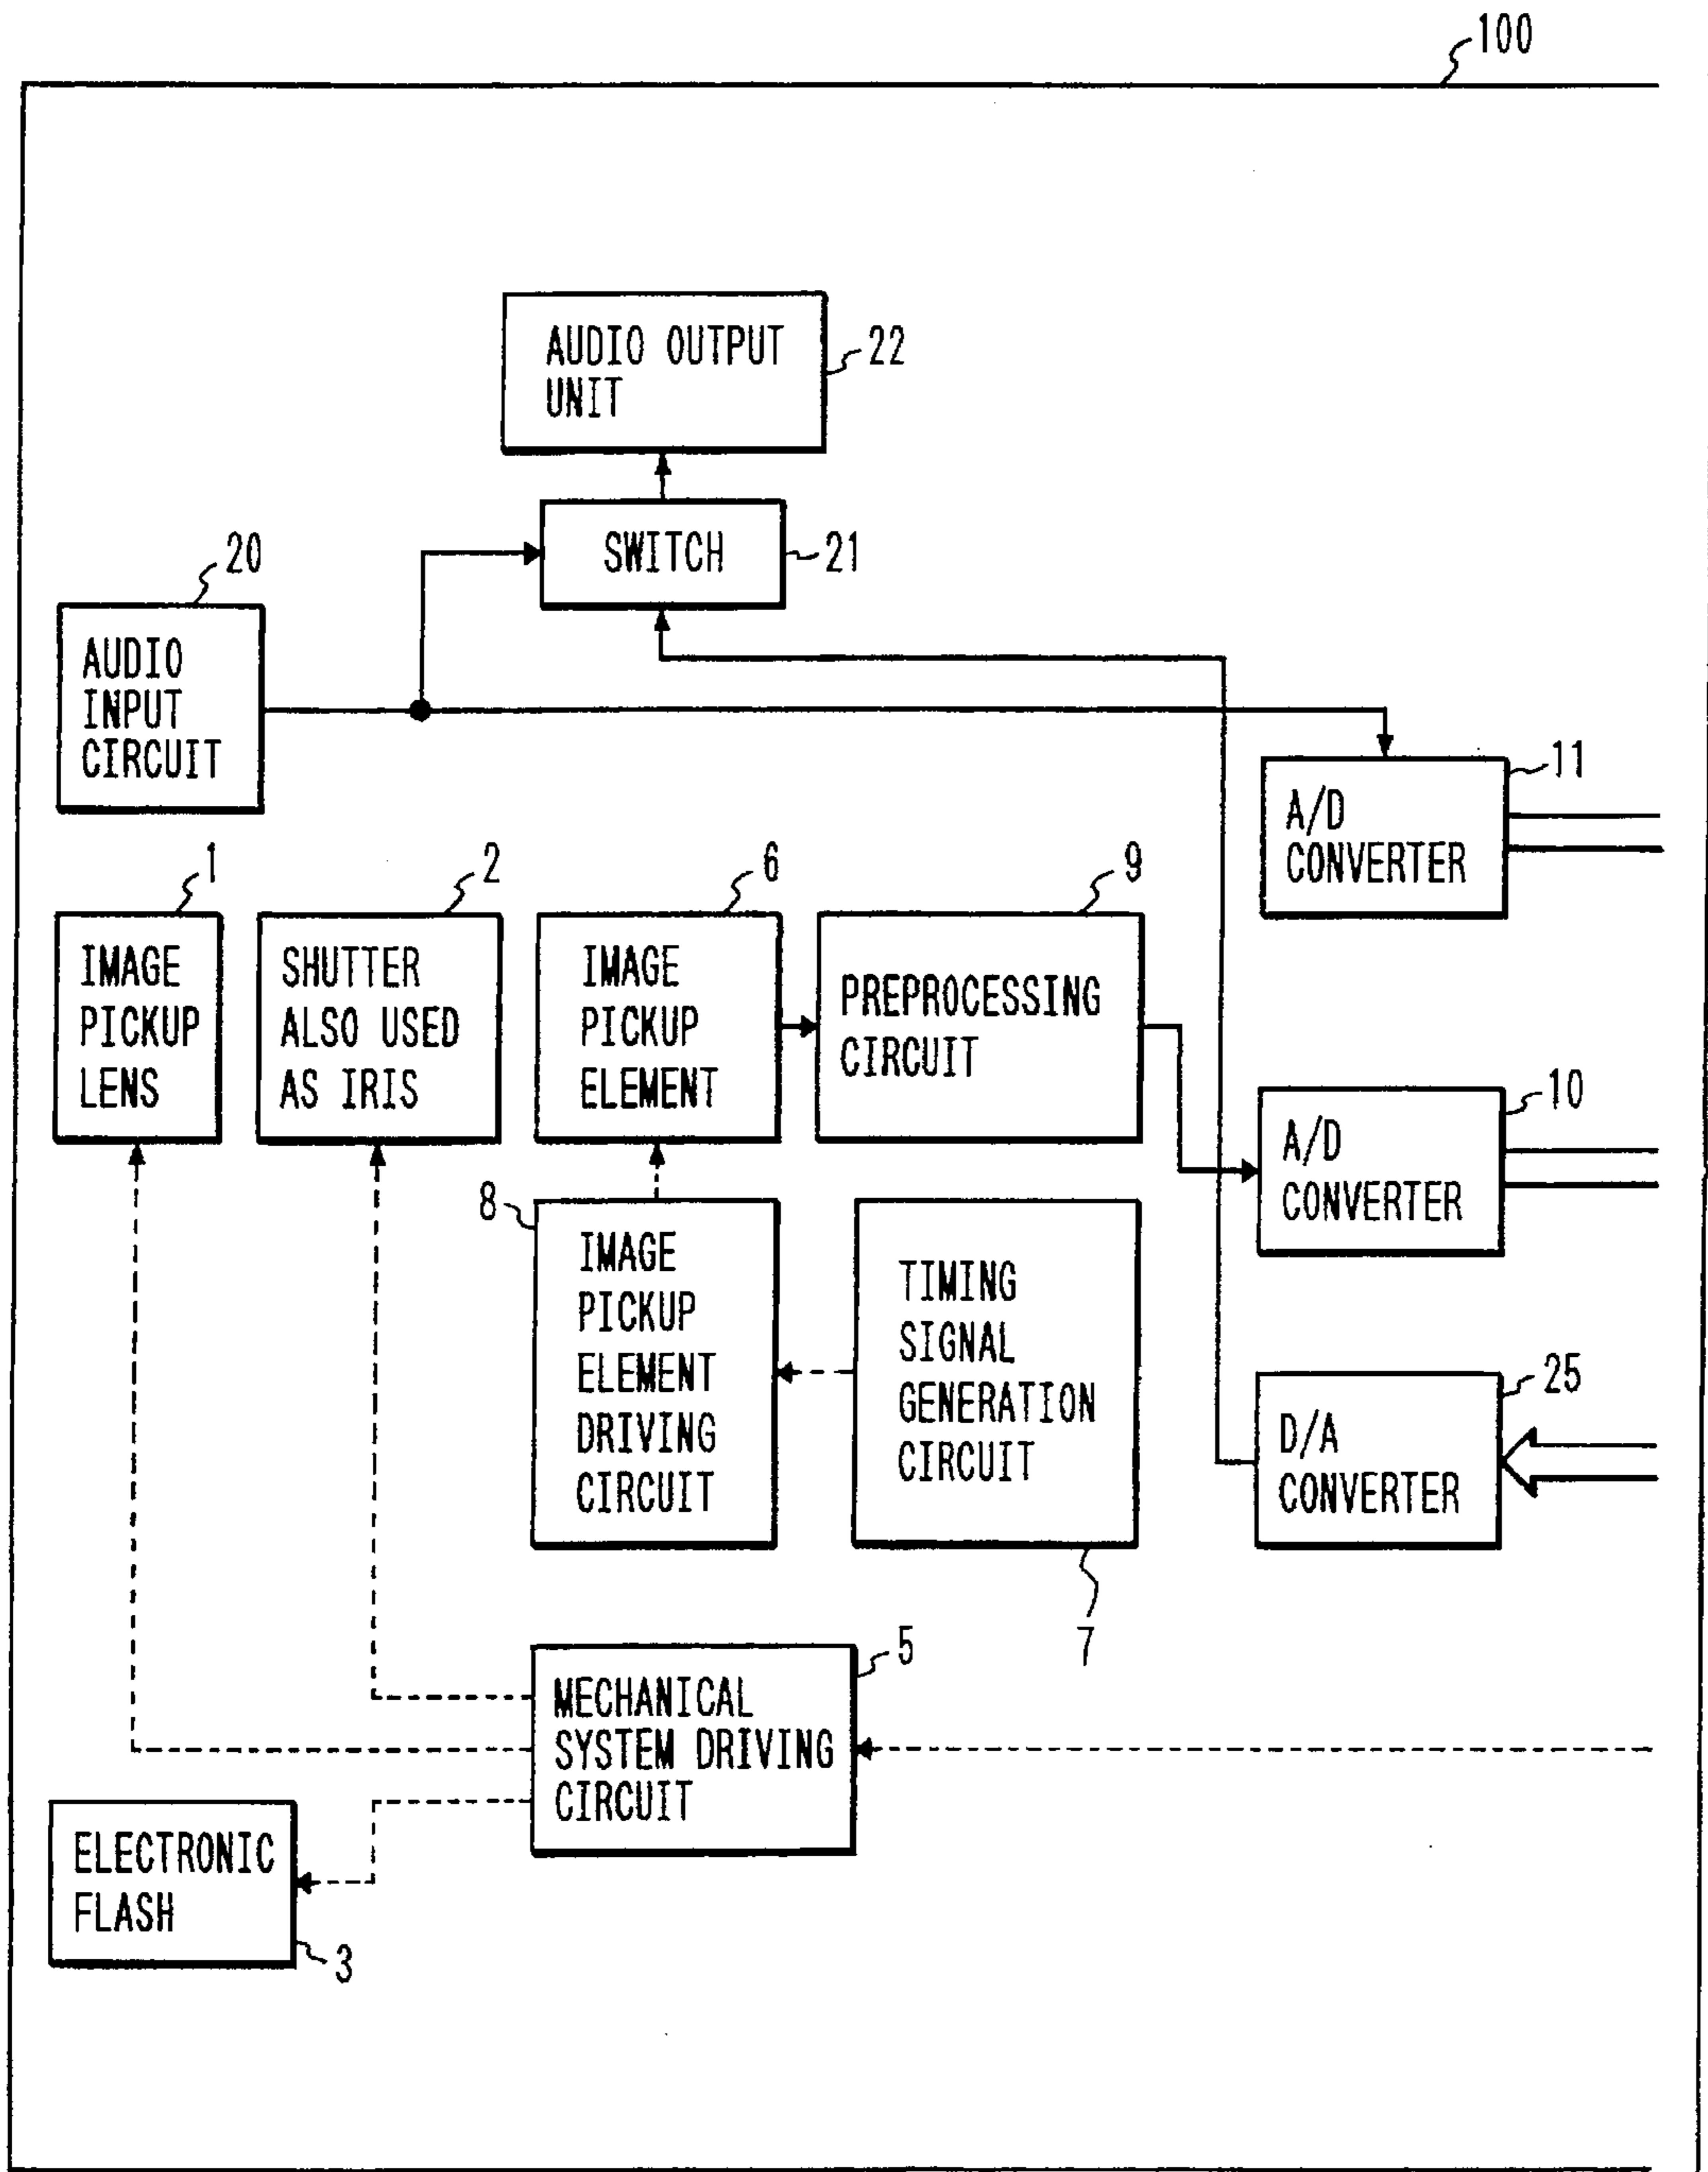 100
AUDIO OUTPUT
UNIT
22
SWITCH
21
20
AUDIO
INPUT
CIRCUIT
11
A/D
CONVERTER
1
IMAGE
PICKUP
LENS
2
SHUTTER
ALSO USED
AS IRIS
6
IMAGE
PICKUP
ELEMENT
9
PREPROCESSING
CIRCUIT
10
A/D
CONVERTER
8
IMAGE
PICKUP
ELEMENT
DRIVING
CIRCUIT
TIMING
SIGNAL
GENERATION
CIRCUIT
7
25
D/A
CONVERTER
5
MECHANICAL
SYSTEM DRIVING
CIRCUIT
ELECTRONIC
FLASH
3